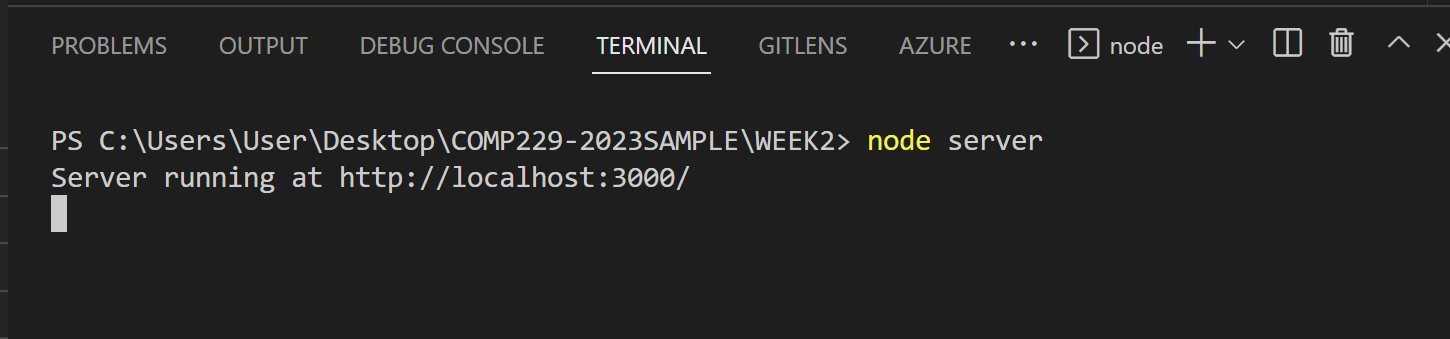 PROBLEMS OUTPUT DEBUG CONSOLE TERMINAL GITLENS AZURE ··· node
PS C:\Users\User\Desktop\COMP229-2023SAMPLE\WEEK2> node server
Server running at http://localhost:3000/